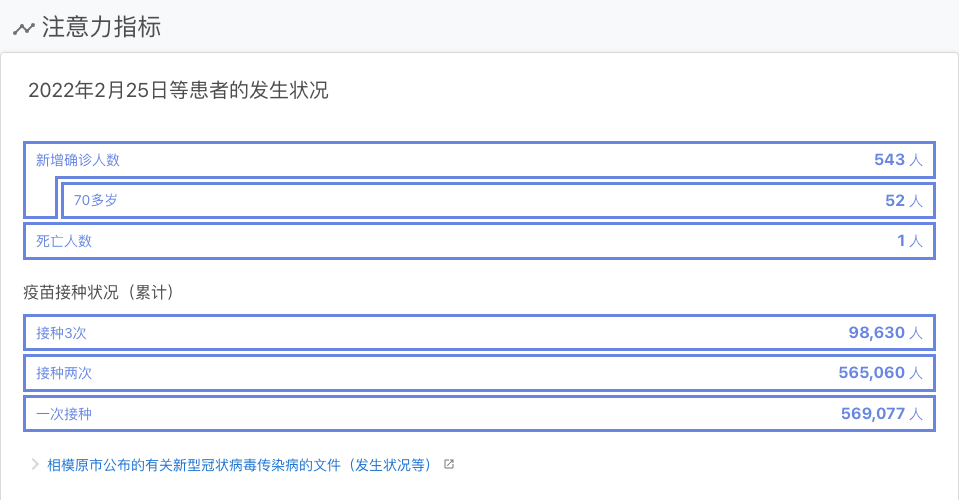 注意力指标
2022年2月25日等患者的发生状况
新增确诊人数 543 人
70多岁 52 人
死亡人数 1 人
疫苗接种状况（累计）
接种3次 98,630 人
接种两次 565,060 人
一次接种 569,077 人
相模原市公布的有关新型冠状病毒传染病的文件（发生状况等）